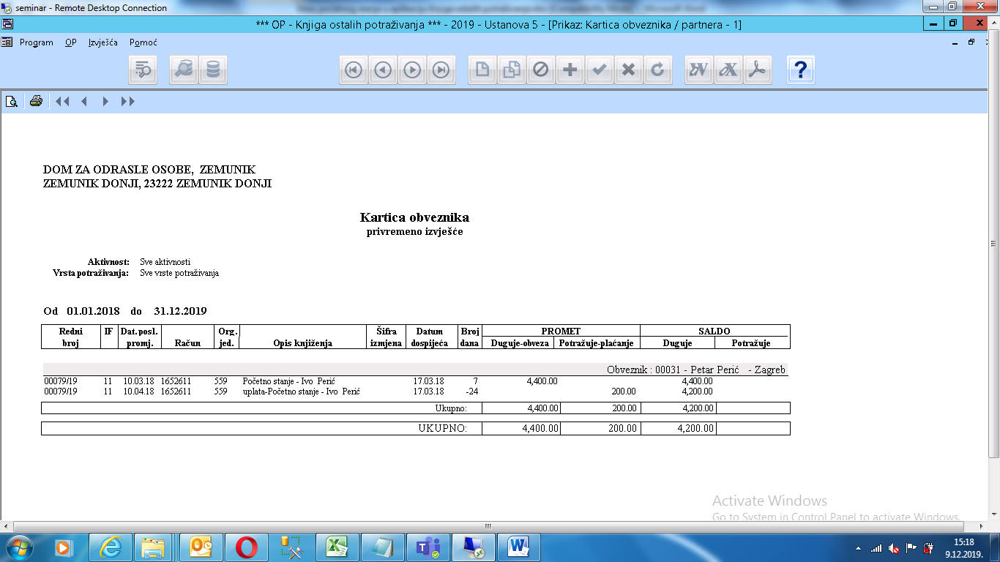 seminar - Remote Desktop Connection
*** OP - Knjiga ostalih potraživanja *** - 2019 - Ustanova 5 - [Prikaz: Kartica obveznika / partnera - 1]
Program OP Izvješća Pomoć
DOM ZA ODRASLE OSOBE, ZEMUNIK
ZEMUNIK DONJI, 23222 ZEMUNIK DONJI
Kartica obveznika
privremeno izvješće
Aktivnost: Sve aktivnosti
Vrsta potraživanja: Sve vrste potraživanja
Od 01.01.2018 do 31.12.2019
Redni IF Dat.posl. Org. Šifra Datum Broj PROMET SALDO
broj promj. Račun jed. Opis knjiženja izmjena dospijeća dana Duguje-obveza Potražuje-plaćanje Duguje Potražuje
Obveznik : 00031 - Petar Perić - Zagreb
00079/19 11 10.03.18 1652611 559 Početno stanje - Ivo Perić 17.03.18 7 4,400.00 4,400.00
00079/19 11 10.04.18 1652611 559 uplata-Početno stanje - Ivo Perić 17.03.18 -24 200.00 4,200.00
Ukupno: 4,400.00 200.00 4,200.00
UKUPNO: 4,400.00 200.00 4,200.00
Activate Windows
Go to System in Control Panel to activate Windows.
15:18
9.12.2019.